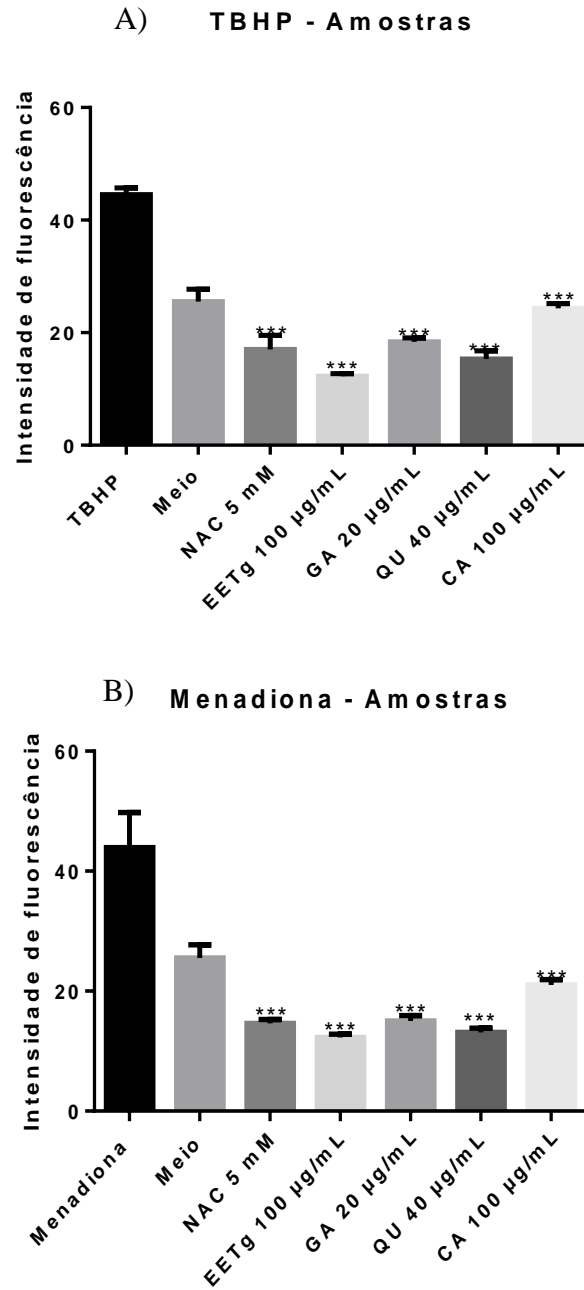 A) TBHP - Amostras
Intensidade de fluorescência
60
40
20
0
***
***
***
***
***
TBHP
Meio
NAC 5 mM
EETg 100 µg/mL
GA 20 µg/mL
QU 40 µg/mL
CA 100 µg/mL
B) Menadiona - Amostras
Intensidade de fluorescência
60
40
20
0
***
***
***
***
***
Menadiona
Meio
NAC 5 mM
EETg 100 µg/mL
GA 20 µg/mL
QU 40 µg/mL
CA 100 µg/mL